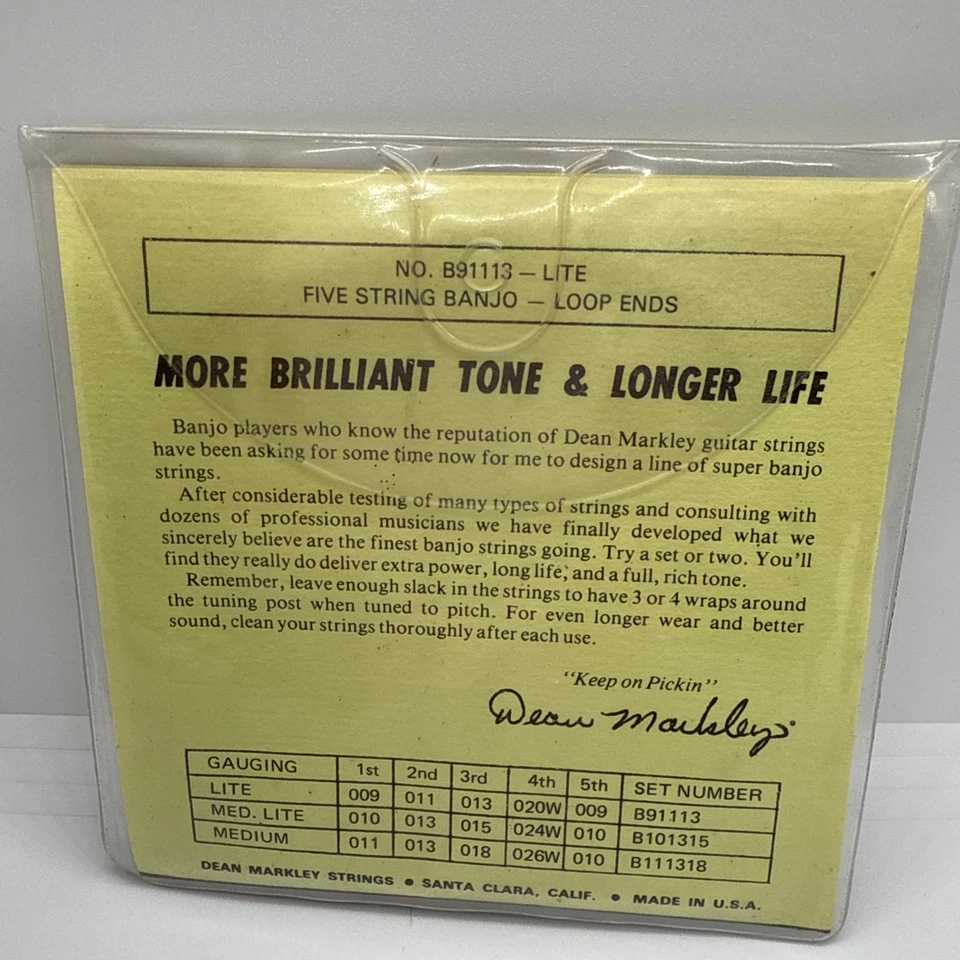 NO. B91113 — LITE
FIVE STRING BANJO — LOOP ENDS
MORE BRILLIANT TONE & LONGER LIFE
Banjo players who know the reputation of Dean Markley guitar strings
have been asking for some time now for me to design a line of super banjo
strings.
After considerable testing of many types of strings and consulting with
dozens of professional musicians we have finally developed what we
sincerely believe are the finest banjo strings going. Try a set or two. You'll
find they really do deliver extra power, long life, and a full, rich tone.
Remember, leave enough slack in the strings to have 3 or 4 wraps around
the tuning post when tuned to pitch. For even longer wear and better
sound, clean your strings thoroughly after each use.
"Keep on Pickin"
Dean Markley
GAUGING 1st 2nd 3rd 4th 5th SET NUMBER
LITE 009 011 013 020W 009 B91113
MED. LITE 010 013 015 024W 010 B101315
MEDIUM 011 013 018 026W 010 B111318
DEAN MARKLEY STRINGS • SANTA CLARA, CALIF. • MADE IN U.S.A.